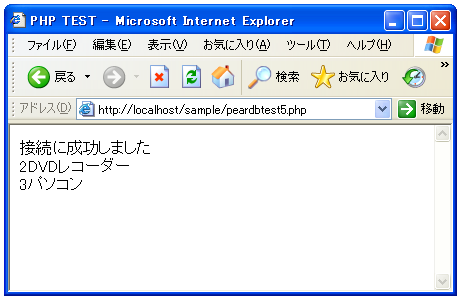 PHP TEST - Microsoft Internet Explorer
ファイル(F) 編集(E) 表示(V) お気に入り(A) ツール(T) ヘルプ(H)
戻る 検索 お気に入り
アドレス(D) http://localhost/sample/peardbtest5.php 移動
接続に成功しました
2DVDレコーダー
3パソコン